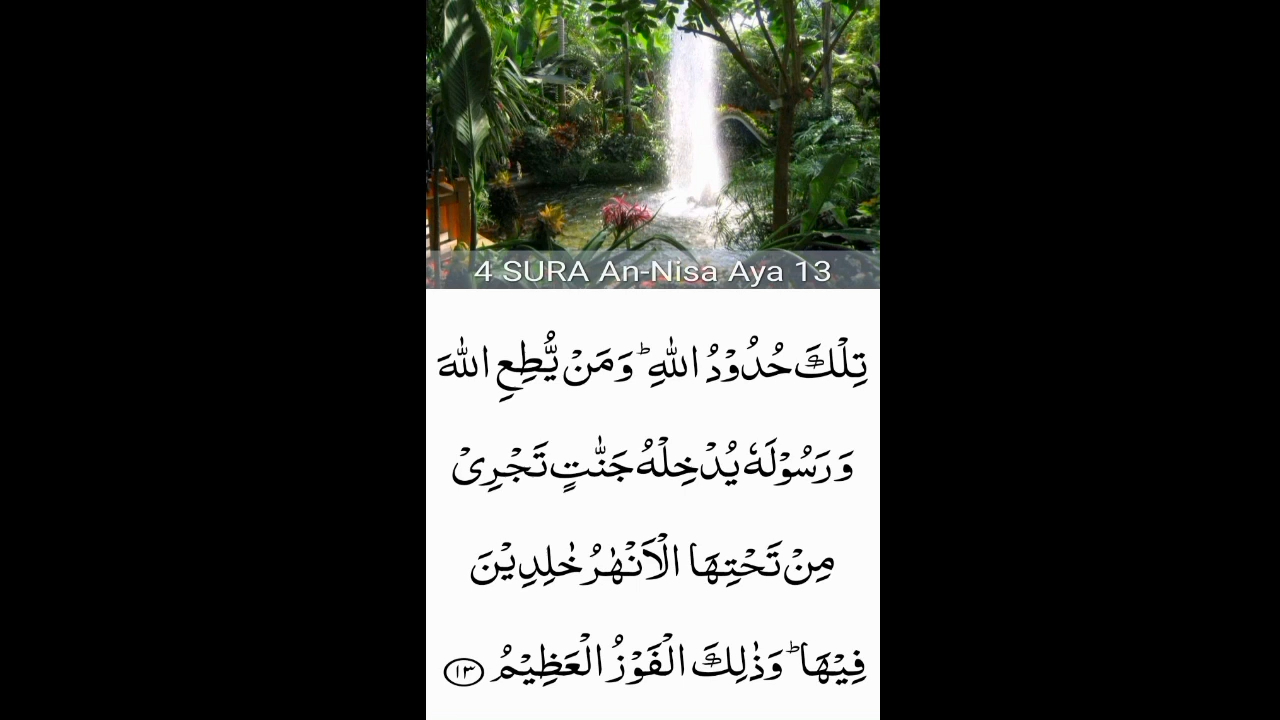 4 SURA An-Nisa Aya 13
تِلْكَ حُدُوْدُ اللّٰهِ ؕ وَمَنْ يُّطِعِ اللّٰهَ
وَرَسُوْلَهٗ يُدْخِلْهُ جَنّٰتٍ تَجْرِىْ
مِنْ تَحْتِهَا الْاَنْهٰرُ خٰلِدِيْنَ
فِيْهَا ؕ وَذٰلِكَ الْفَوْزُ الْعَظِيْمُ ﴿۱۳﴾